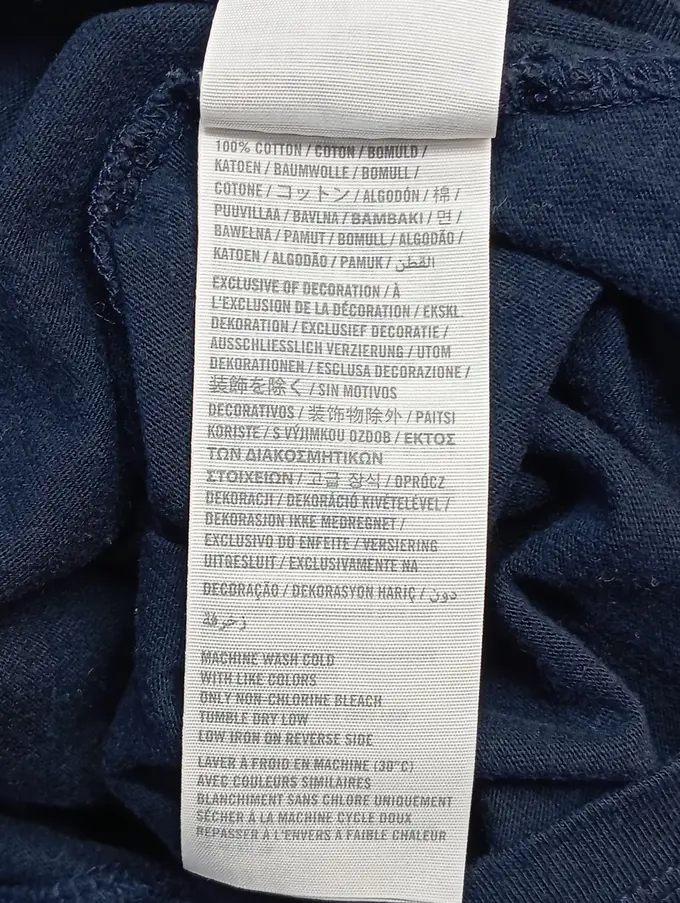 100% COTTON / COTON / BOMULD /
KATOEN / BAUMWOLLE / BOMULL /
COTONE / コットン / ALGODÓN / 棉 /
PUUVILLAA / BAVLNA / BAMBAKI / 면 /
BAWEŁNA / PAMUT / BOMULL / ALGODÃO /
KATOEN / ALGODÃO / PAMUK / القطن
EXCLUSIVE OF DECORATION / À
L'EXCLUSION DE LA DÉCORATION / EKSKL.
DEKORATION / EXCLUSIEF DECORATIE /
AUSSCHLIESSLICH VERZIERUNG / UTOM
DEKORATIONEN / ESCLUSA DECORAZIONE /
装飾を除く / SIN MOTIVOS
DECORATIVOS / 装饰物除外 / PAITSI
KORISTE / S VÝJIMKOU OZDOB / ΕΚΤΟΣ
ΤΩΝ ΔΙΑΚΟΣΜΗΤΙΚΩΝ
ΣΤΟΙΧΕΙΩΝ / 고급 장식 / OPRÓCZ
DEKORACJI / DEKORÁCIÓ KIVÉTELÉVEL /
DEKORASJON IKKE MEDREGNET /
EXCLUSIVO DO ENFEITE / VERSIERING
UITGESLUIT / EXCLUSIVAMENTE NA
DECORAÇÃO / DEKORASYON HARIÇ / دون
زخرفة
MACHINE WASH COLD
WITH LIKE COLORS
ONLY NON-CHLORINE BLEACH
TUMBLE DRY LOW
LOW IRON ON REVERSE SIDE
LAVER À FROID EN MACHINE (30°C)
AVEC COULEURS SIMILAIRES
BLANCHIMENT SANS CHLORE UNIQUEMENT
SÉCHER À LA MACHINE CYCLE DOUX
REPASSER À L'ENVERS À FAIBLE CHALEUR